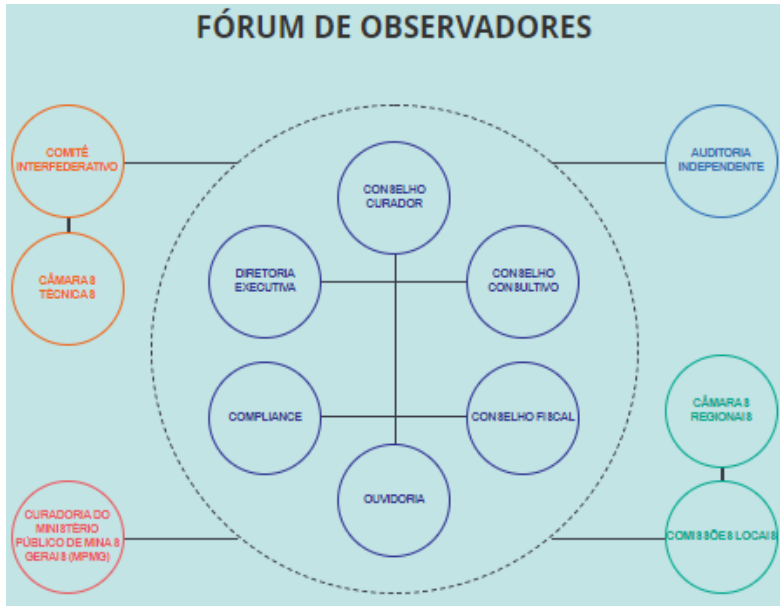 FÓRUM DE OBSERVADORES
COMITÊ
INTERFEDERATIVO
AUDITORIA
INDEPENDENTE
CONSELHO
CURADOR
DIRETORIA
EXECUTIVA
CONSELHO
CONSULTIVO
CÂMARAS
TÉCNICAS
COMPLIANCE
CONSELHO FISCAL
CÂMARAS
REGIONAIS
OUVIDORIA
CURADORIA DO
MINISTÉRIO
PÚBLICO DE MINAS
GERAIS (MPMG)
COMISSÕES LOCAIS